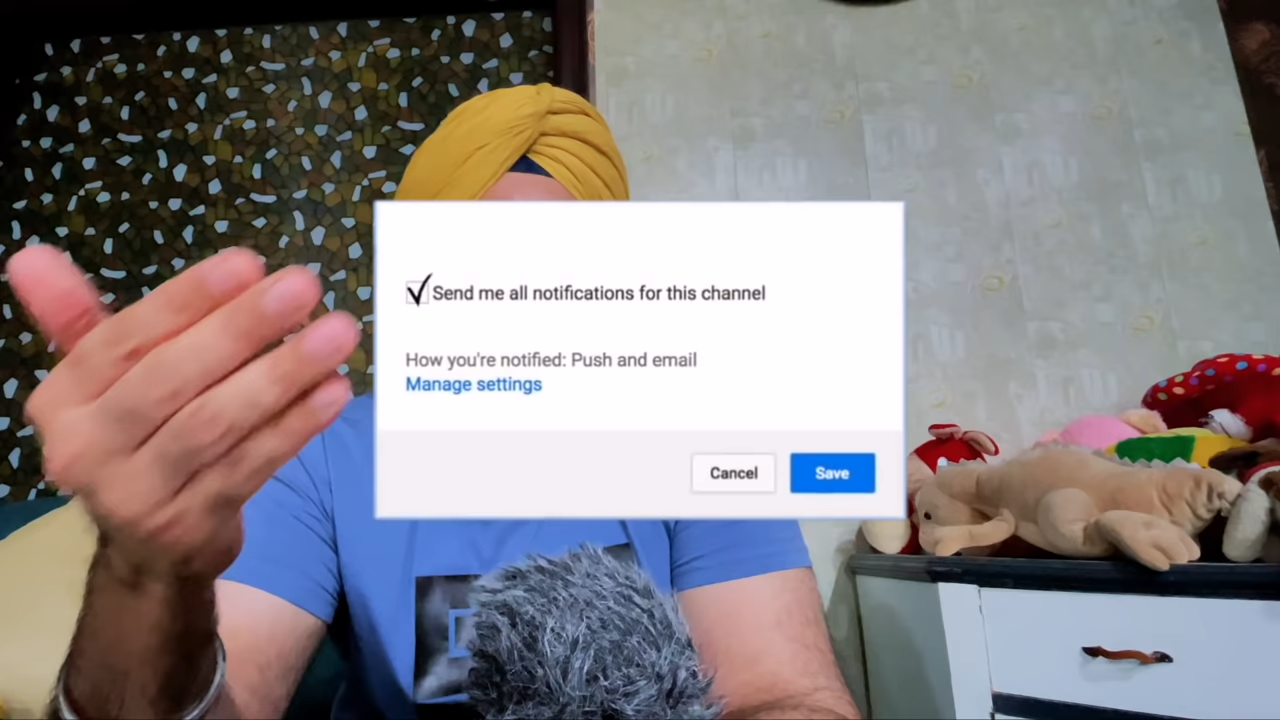 Send me all notifications for this channel
How you're notified: Push and email
Manage settings
Cancel
Save